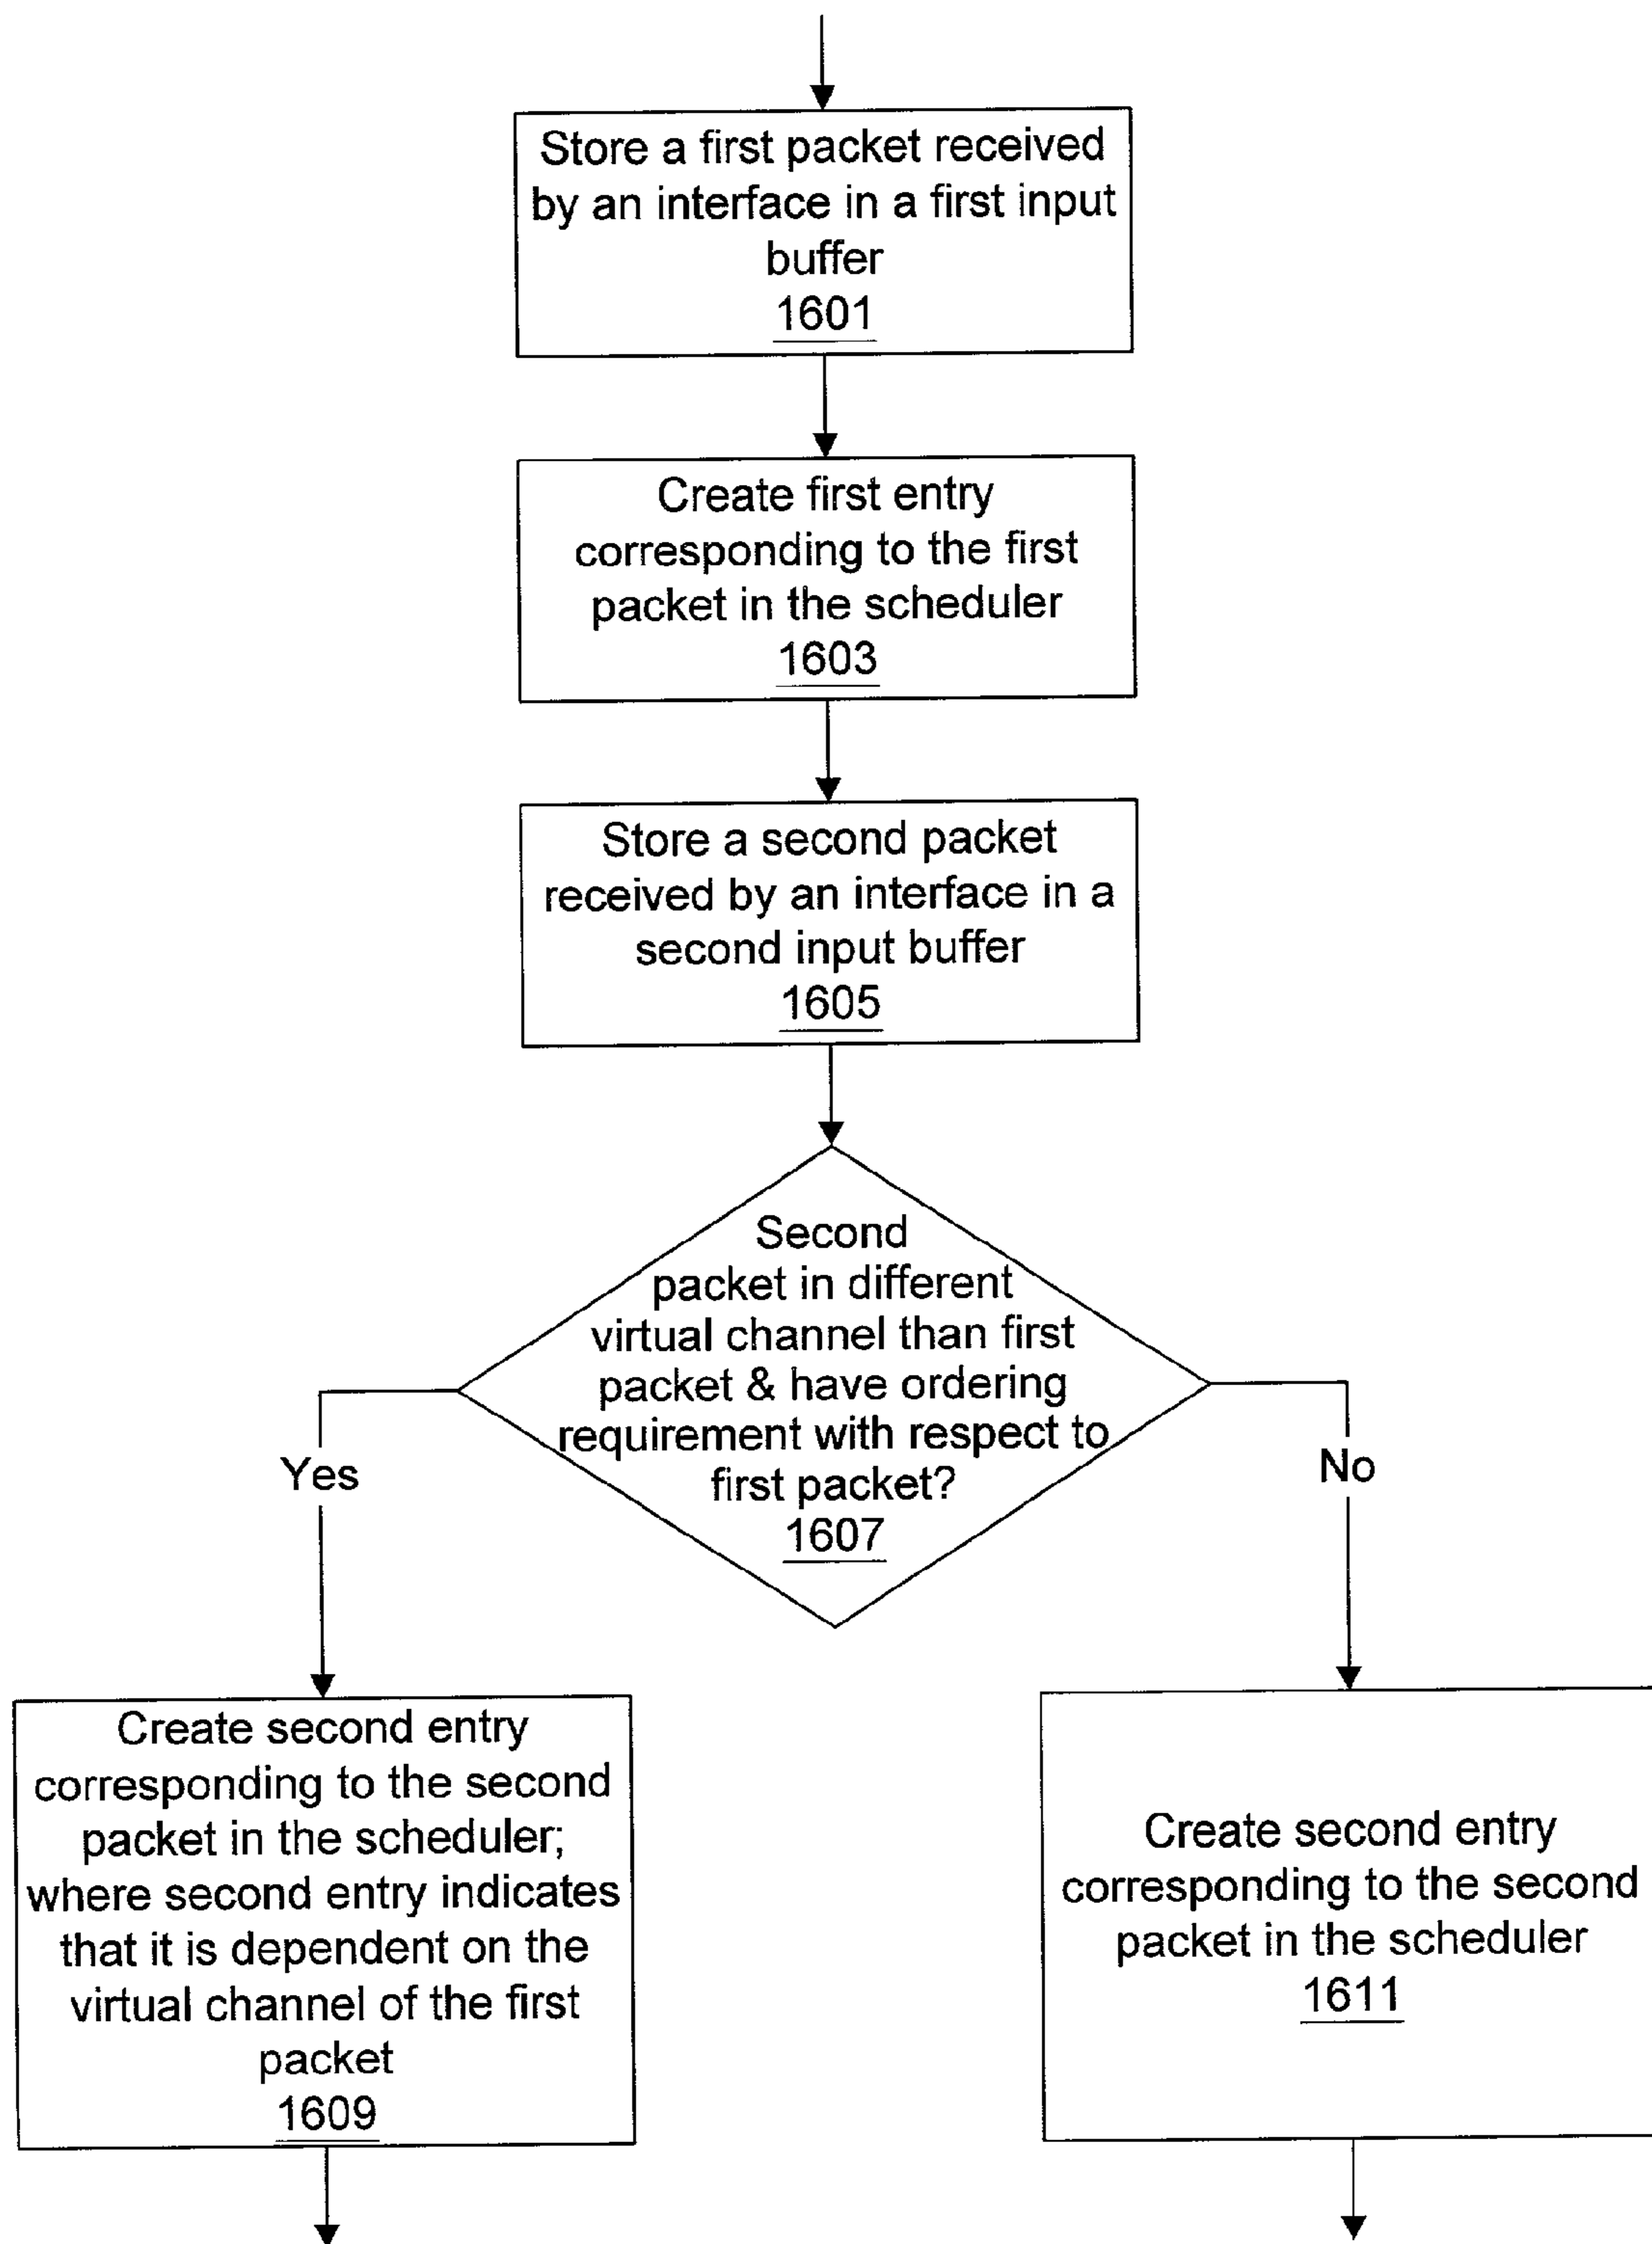 Store a first packet received
by an interface in a first input
buffer
1601
Create first entry
corresponding to the first
packet in the scheduler
1603
Store a second packet
received by an interface in a
second input buffer
1605
Second
packet in different
virtual channel than first
packet & have ordering
requirement with respect to
first packet?
1607
Yes
No
Create second entry
corresponding to the second
packet in the scheduler;
where second entry indicates
that it is dependent on the
virtual channel of the first
packet
1609
Create second entry
corresponding to the second
packet in the scheduler
1611